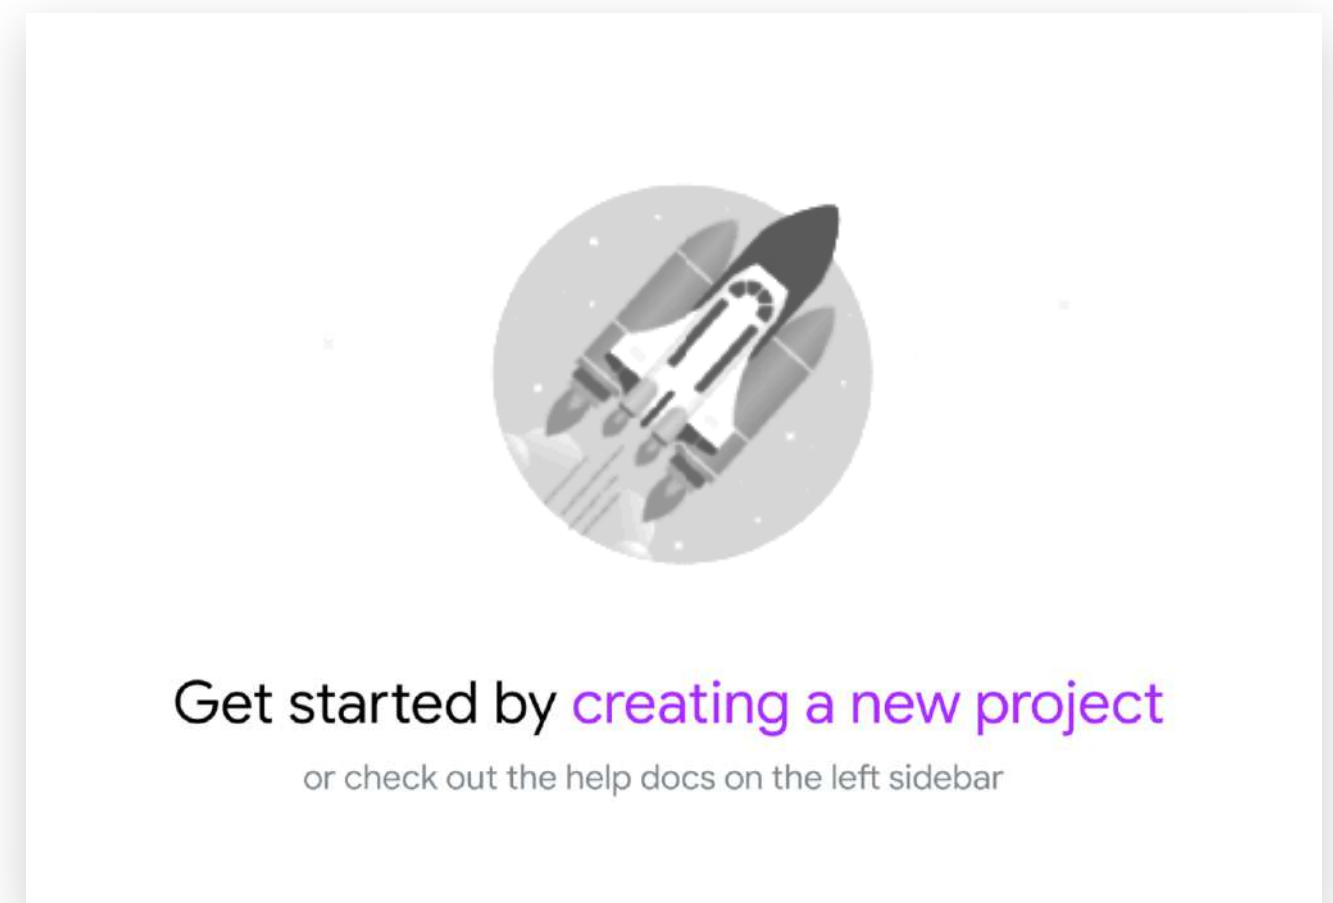 Get started by creating a new project
or check out the help docs on the left sidebar